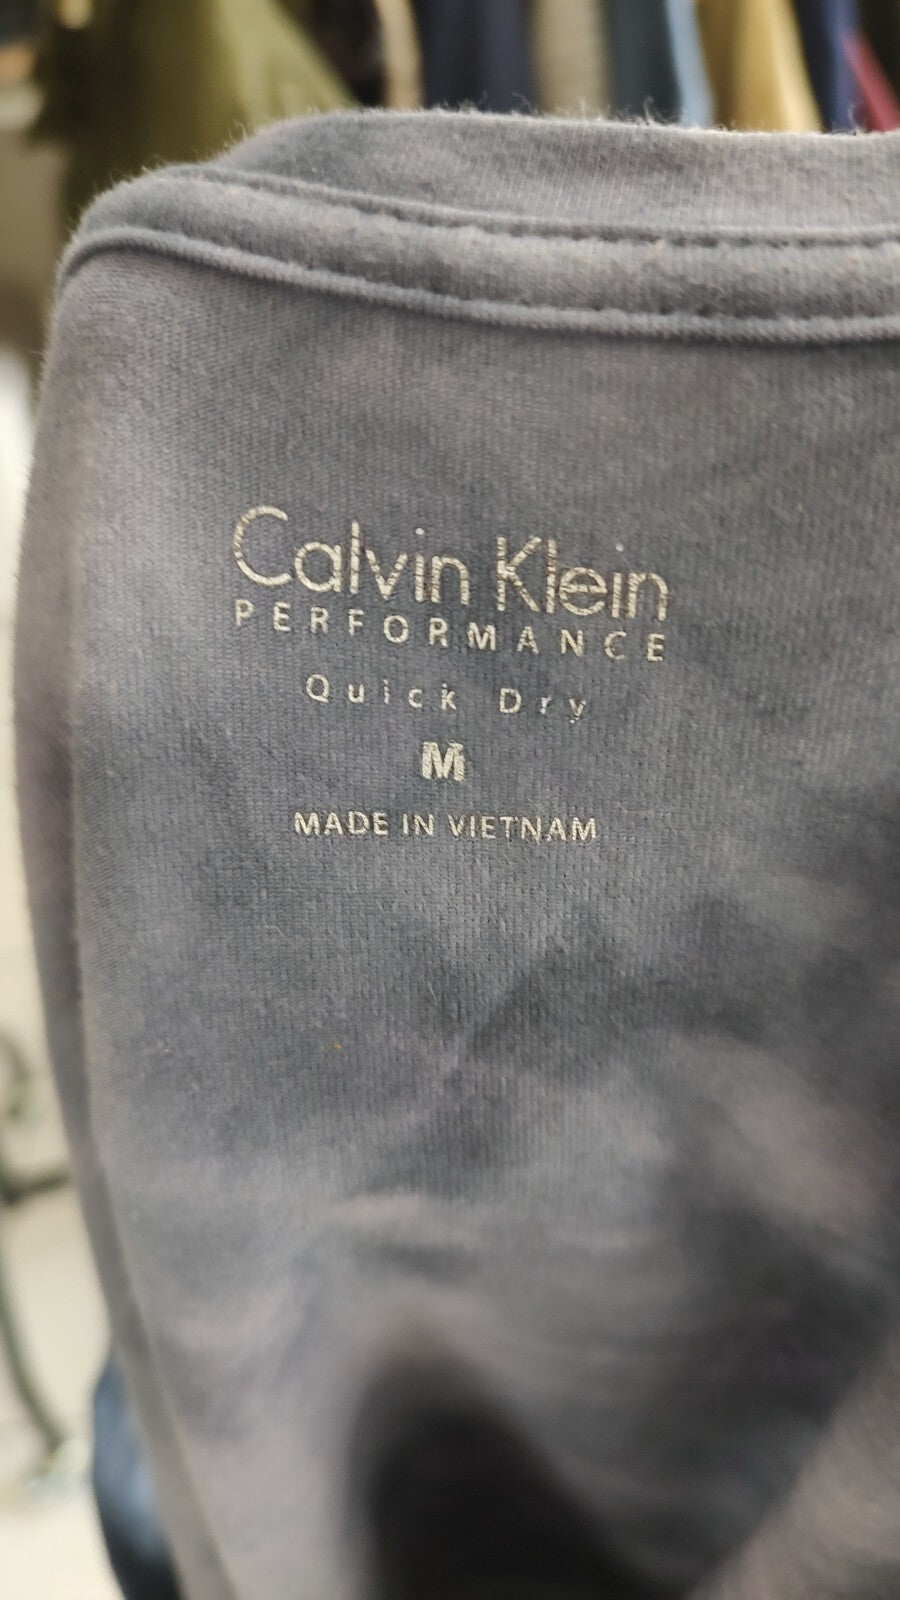 Calvin Klein
PERFORMANCE
Quick Dry
M
MADE IN VIETNAM